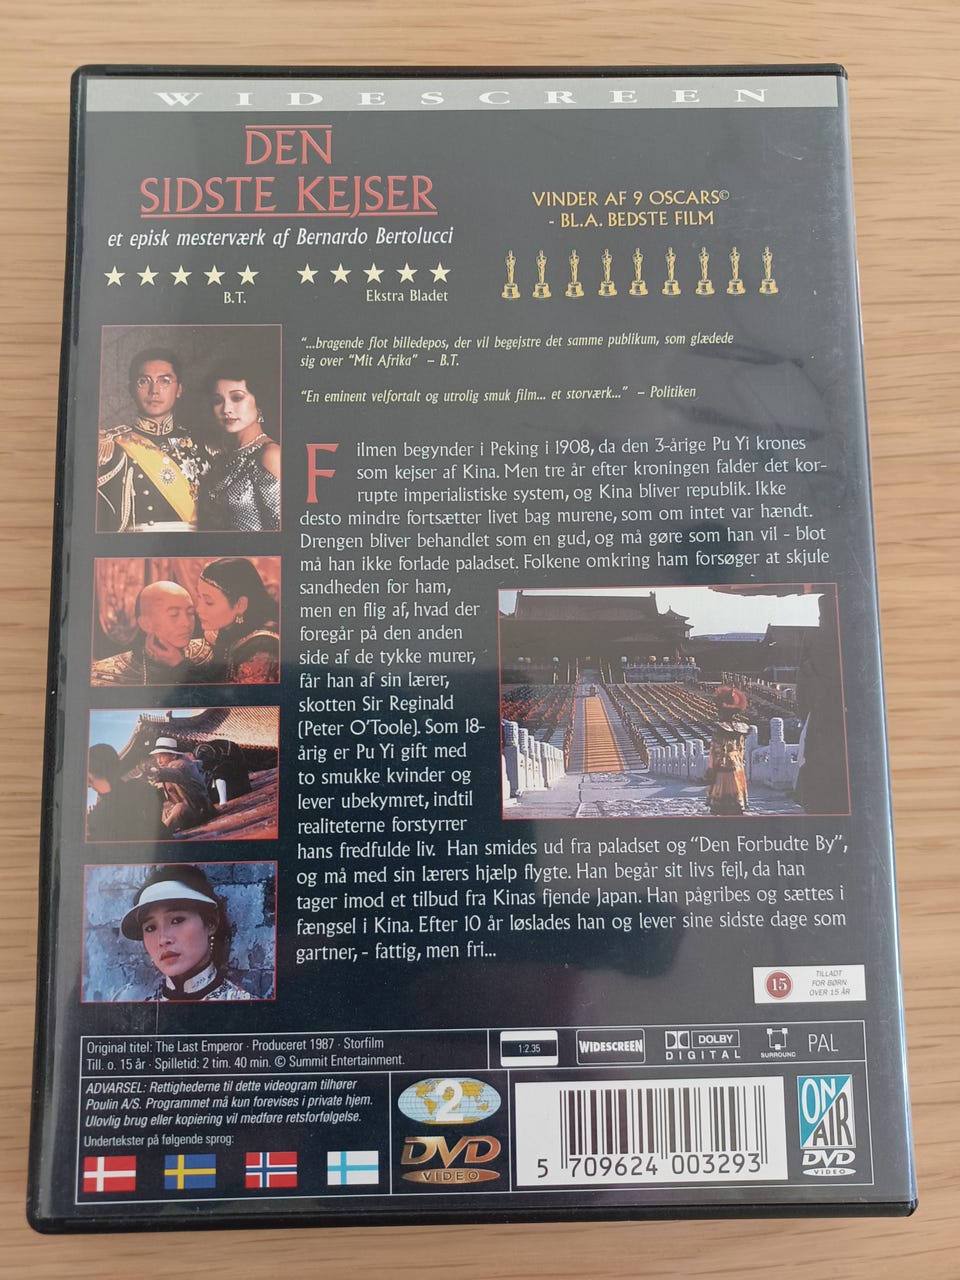 WIDESCREEN
DEN
SIDSTE KEJSER
et episk mesterværk af Bernardo Bertolucci
B.T.
Ekstra Bladet
VINDER AF 9 OSCARS©
- BL.A. BEDSTE FILM
"...bragende flot billedepos, der vil begejstre det samme publikum, som glædede
sig over "Mit Afrika" – B.T.
"En eminent velfortalt og utrolig smuk film... et storværk..." – Politiken
Filmen begynder i Peking i 1908, da den 3-årige Pu Yi krones
som kejser af Kina. Men tre år efter kroningen falder det kor-
rupte imperialistiske system, og Kina bliver republik. Ikke
desto mindre fortsætter livet bag murene, som om intet var hændt.
Drengen bliver behandlet som en gud, og må gøre som han vil - blot
må han ikke forlade paladset. Folkene omkring ham forsøger at skjule
sandheden for ham,
men en flig af, hvad der
foregår på den anden
side af de tykke murer,
får han af sin lærer,
skotten Sir Reginald
(Peter O'Toole). Som 18-
årig er Pu Yi gift med
to smukke kvinder og
lever ubekymret, indtil
realiteterne forstyrrer
hans fredfulde liv. Han smides ud fra paladset og "Den Forbudte By",
og må med sin lærers hjælp flygte. Han begår sit livs fejl, da han
tager imod et tilbud fra Kinas fjende Japan. Han pågribes og sættes i
fængsel i Kina. Efter 10 år løslades han og lever sine sidste dage som
gartner, - fattig, men fri...
15
TILLADT
FOR BØRN
OVER 15 ÅR
Original titel: The Last Emperor · Produceret 1987 · Storfilm
Till. o. 15 år · Spilletid: 2 tim. 40 min. © Summit Entertainment.
1:2.35
WIDESCREEN
DOLBY
DIGITAL
SURROUND
PAL
ADVARSEL: Rettighederne til dette videogram tilhører
Poulin A/S. Programmet må kun forevises i private hjem.
Ulovlig brug eller kopiering vil medføre retsforfølgelse.
Undertekster på følgende sprog:
2
DVD
VIDEO
5 709624 003293
ON
AIR
DVD
VIDEO